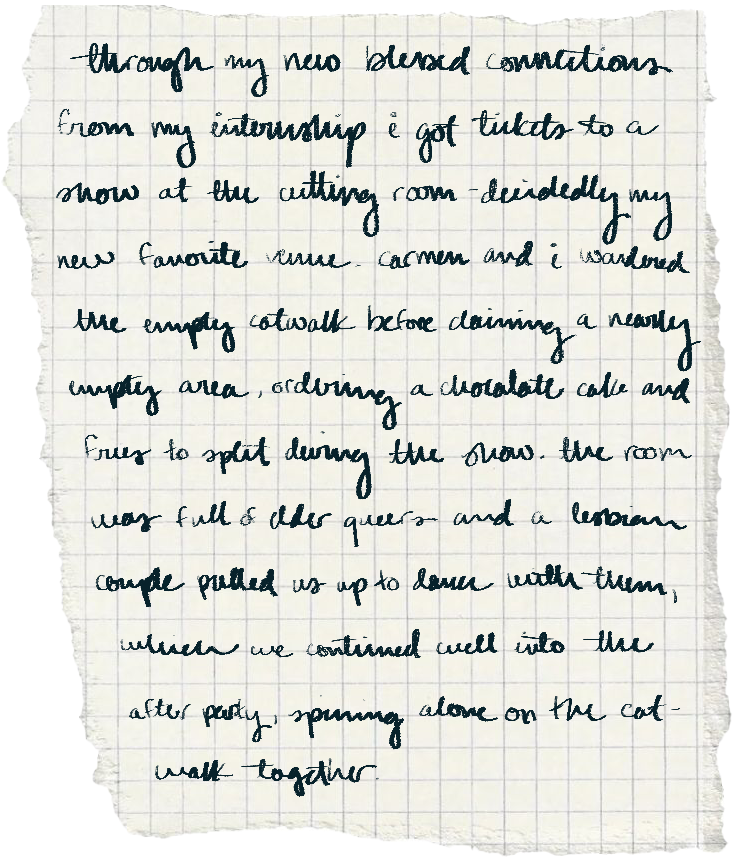 through my new blessed connections
from my internship i got tickets to a
show at the cutting room - decidedly my
new favorite venue. carmen and i wandered
the empty catwalk before claiming a nearly
empty area, ordering a chocolate cake and
fries to split during the show. the room
was full of older queers and a lesbian
couple pulled us up to dance with them,
which we continued well into the
after party, spinning alone on the cat-
walk together.